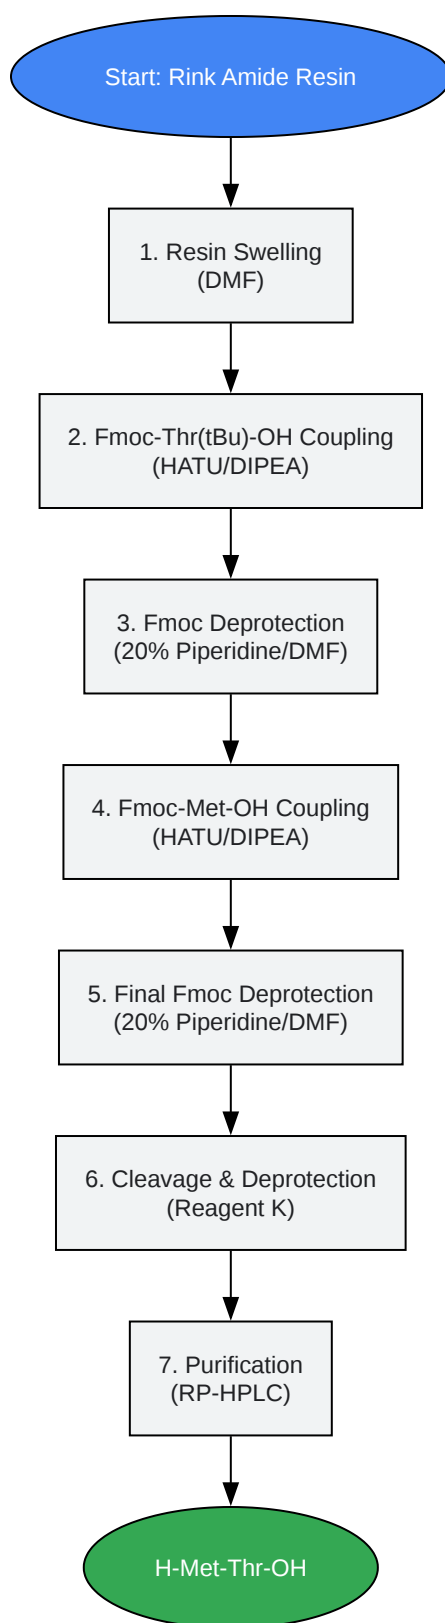 Start: Rink Amide Resin
1. Resin Swelling
(DMF)
2. Fmoc-Thr(tBu)-OH Coupling
(HATU/DIPEA)
3. Fmoc Deprotection
(20% Piperidine/DMF)
4. Fmoc-Met-OH Coupling
(HATU/DIPEA)
5. Final Fmoc Deprotection
(20% Piperidine/DMF)
6. Cleavage & Deprotection
(Reagent K)
7. Purification
(RP-HPLC)
H-Met-Thr-OH